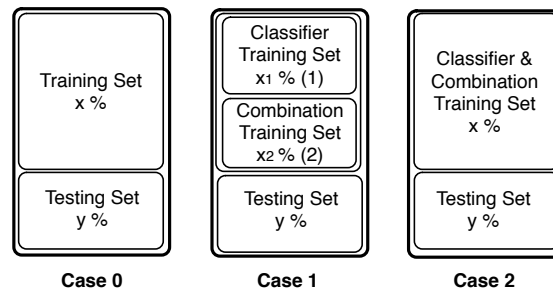 Training Set
x %
Testing Set
y %
Case 0
Classifier
Training Set
x1 % (1)
Combination
Training Set
x2 % (2)
Testing Set
y %
Case 1
Classifier &
Combination
Training Set
x %
Testing Set
y %
Case 2